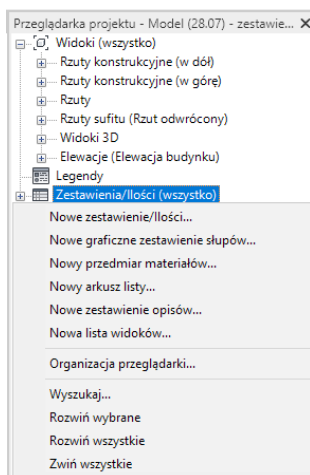 Przeglądarka projektu - Model (28.07) - zestawie...
Widoki (wszystko)
Rzuty konstrukcyjne (w dół)
Rzuty konstrukcyjne (w górę)
Rzuty
Rzuty sufitu (Rzut odwrócony)
Widoki 3D
Elewacje (Elewacja budynku)
Legendy
Zestawienia/Ilości (wszystko)
Nowe zestawienie/Ilości...
Nowe graficzne zestawienie słupów...
Nowy przedmiar materiałów...
Nowy arkusz listy...
Nowe zestawienie opisów...
Nowa lista widoków...
Organizacja przeglądarki...
Wyszukaj...
Rozwiń wybrane
Rozwiń wszystkie
Zwiń wszystkie